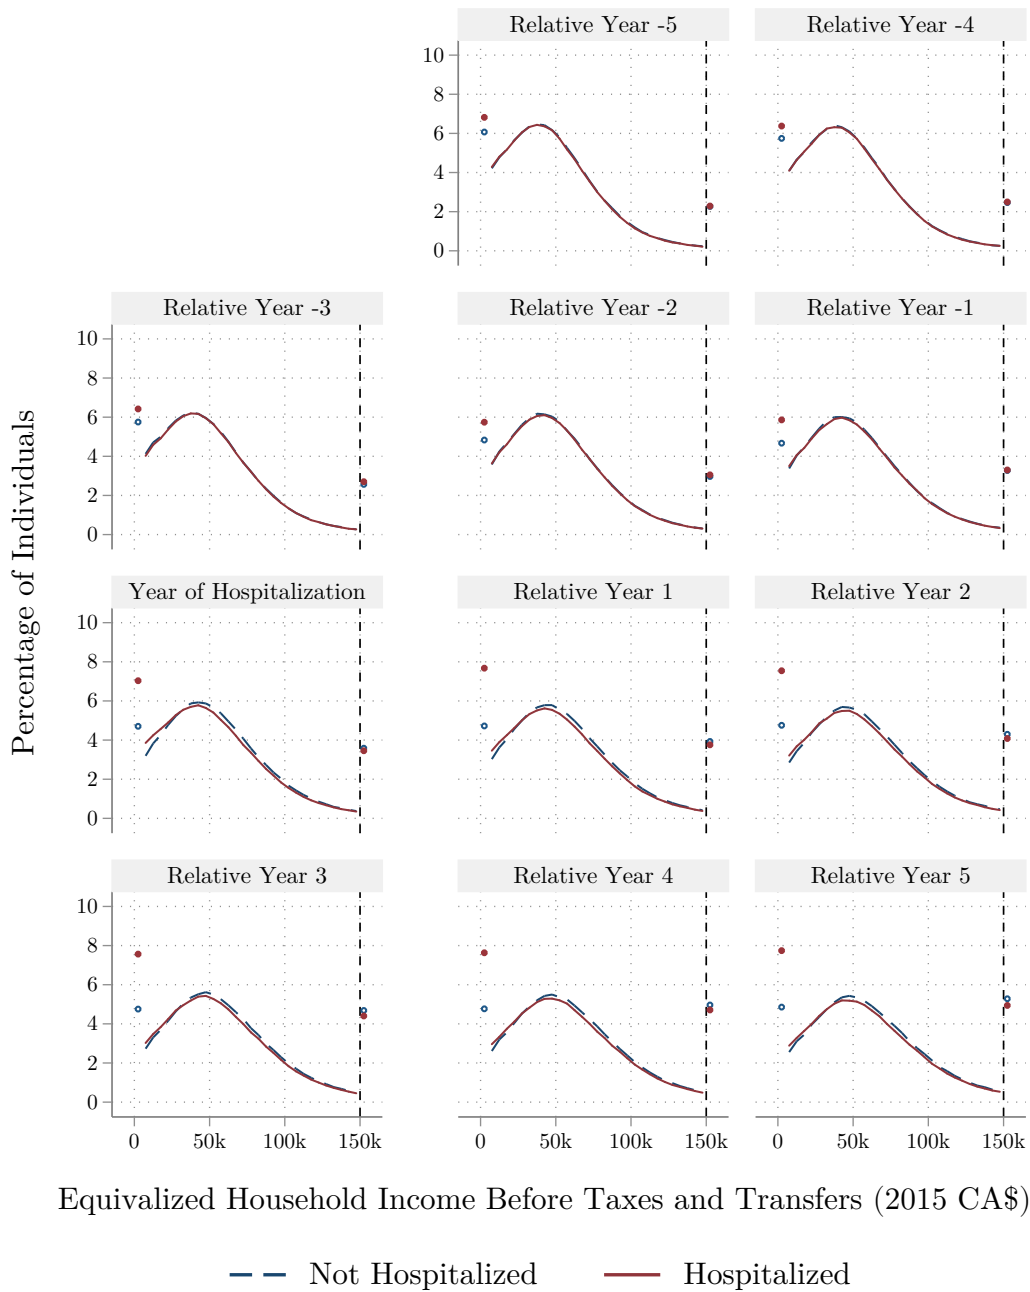 Relative Year -5
Relative Year -4
10
8
6
4
2
0
Relative Year -3
Relative Year -2
Relative Year -1
10
8
6
4
2
0
Percentage of Individuals
Year of Hospitalization
Relative Year 1
Relative Year 2
10
8
6
4
2
0
Relative Year 3
Relative Year 4
Relative Year 5
10
8
6
4
2
0
0 50k 100k 150k
0 50k 100k 150k
0 50k 100k 150k
Equivalized Household Income Before Taxes and Transfers (2015 CA$)
Not Hospitalized
Hospitalized